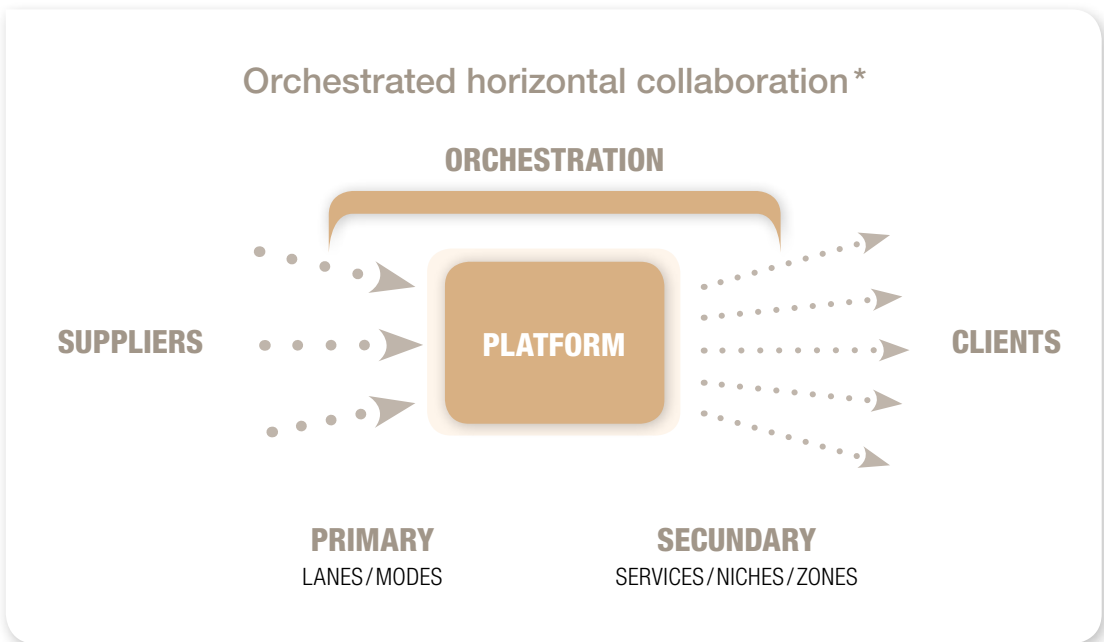 Orchestrated horizontal collaboration*
ORCHESTRATION
SUPPLIERS
PLATFORM
CLIENTS
PRIMARY
LANES/MODES
SECUNDARY
SERVICES/NICHES/ZONES